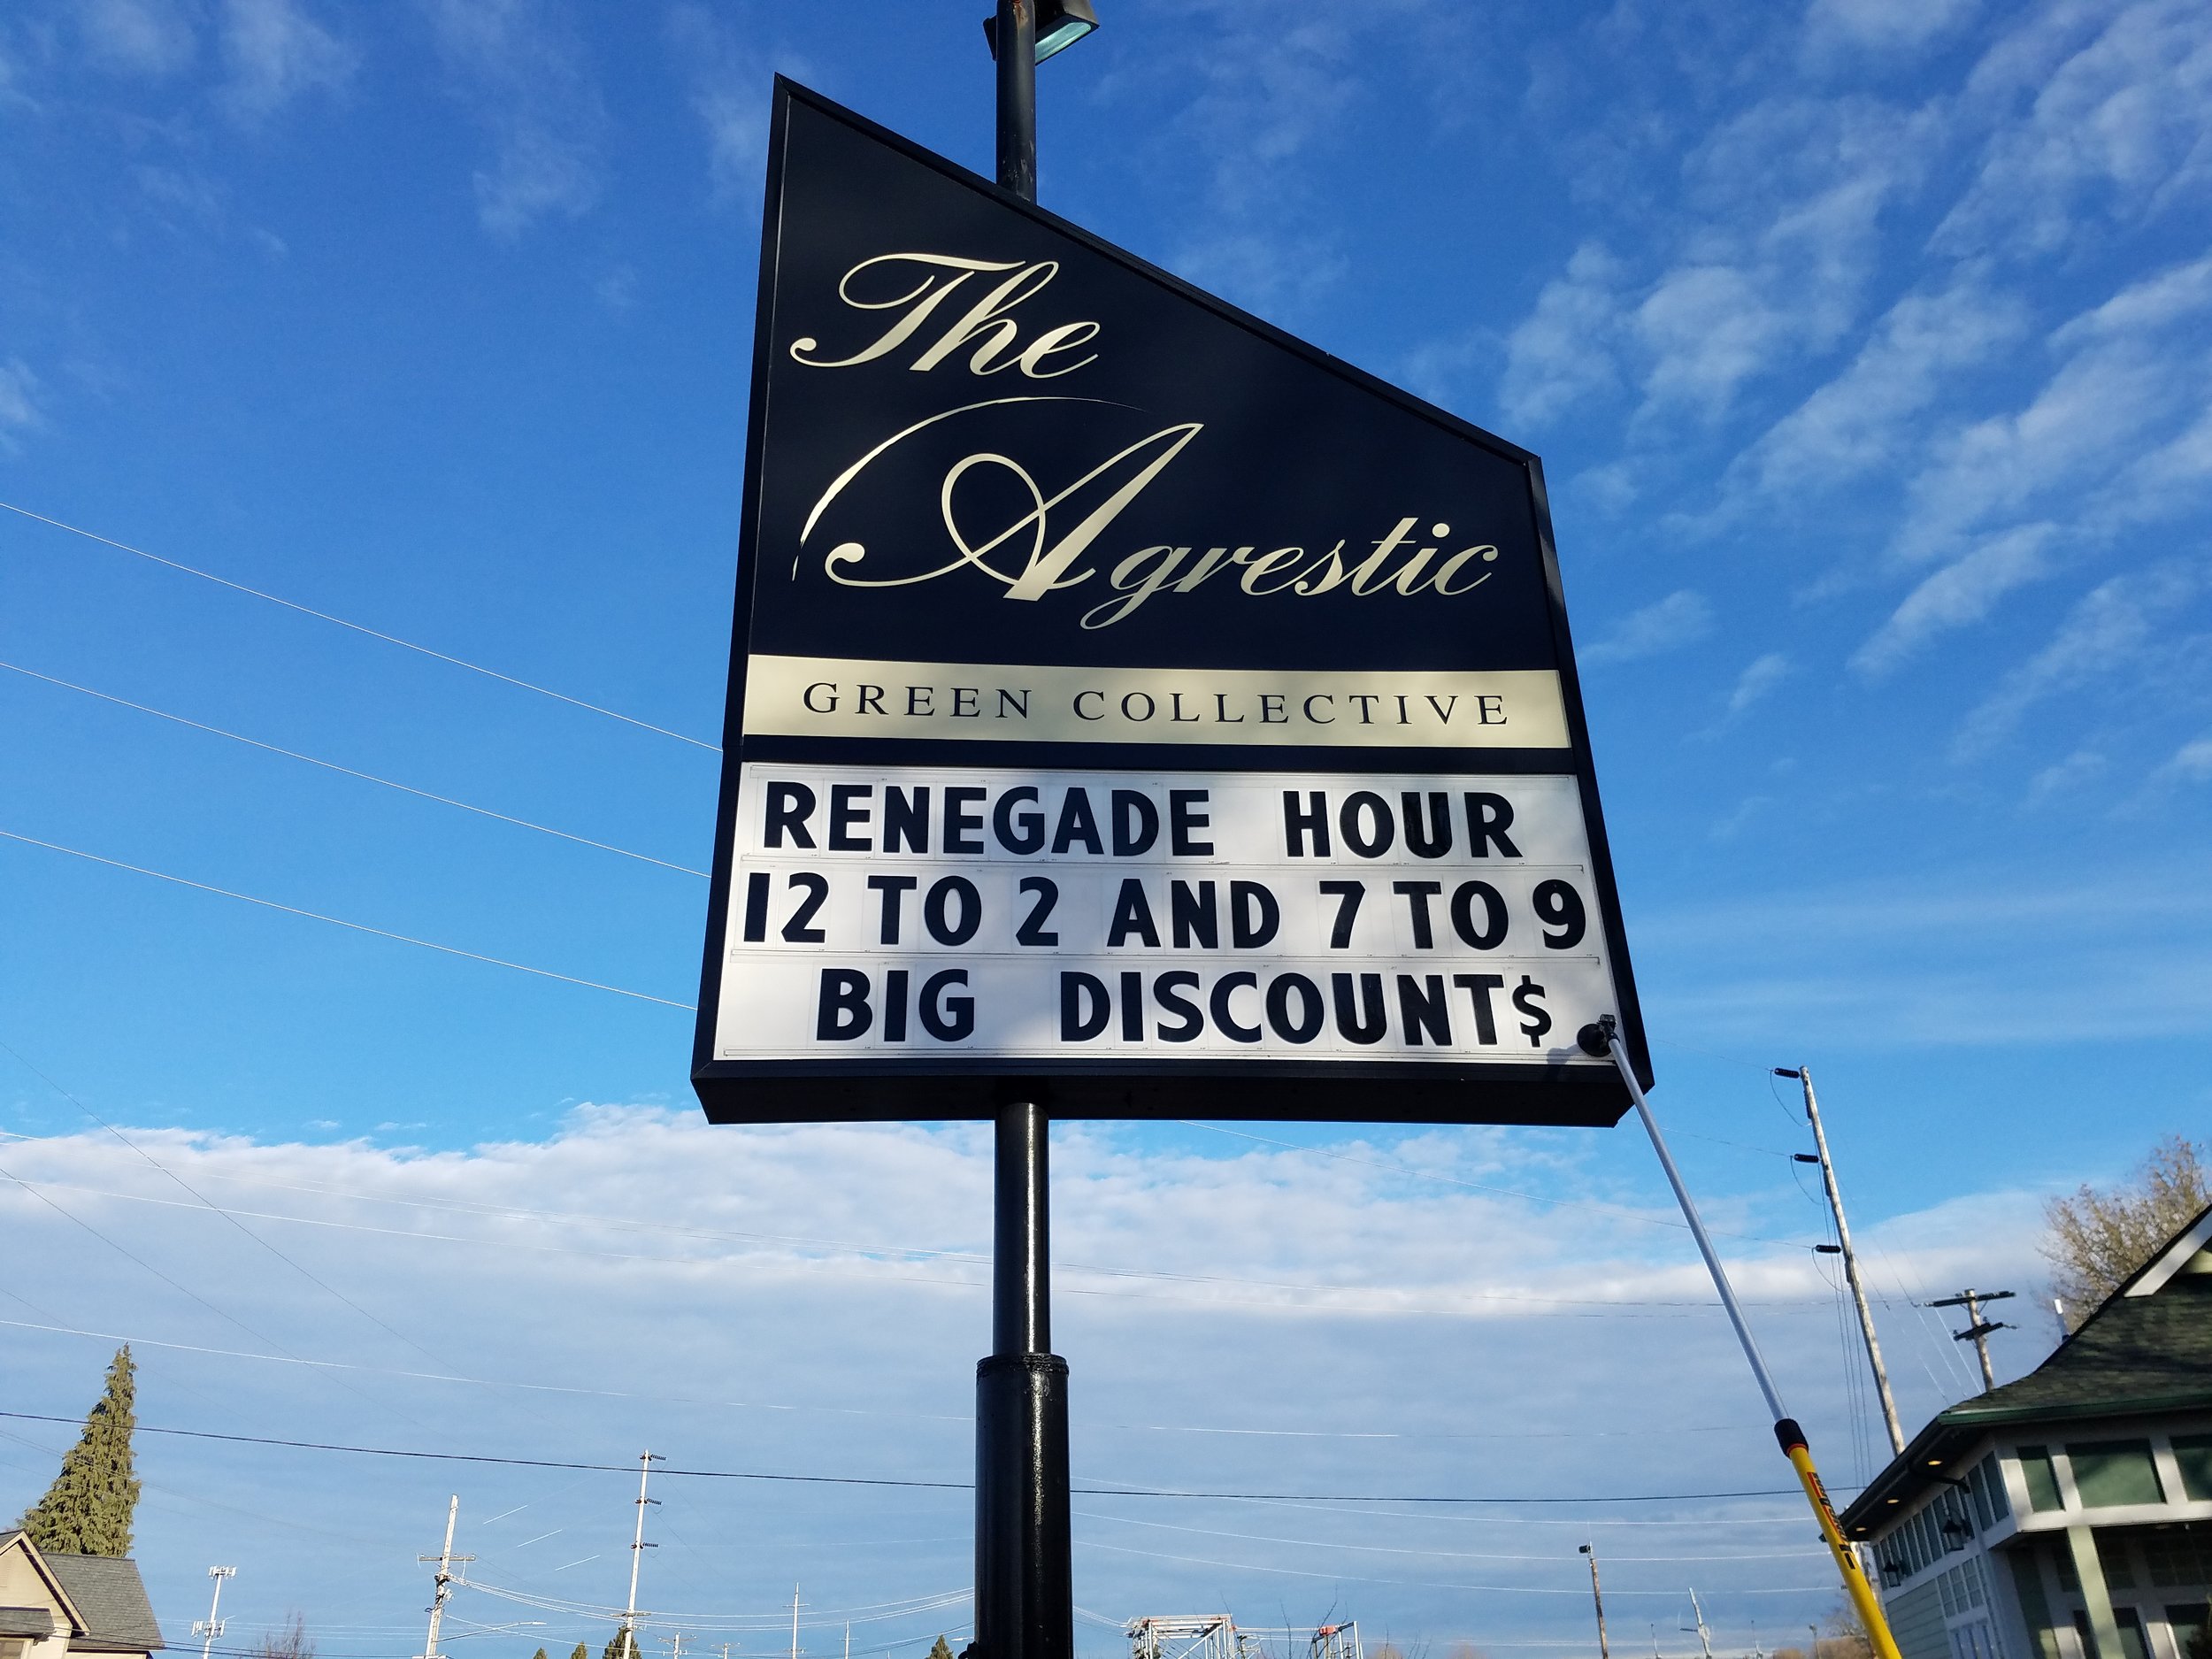 The
Agrestic
GREEN COLLECTIVE
RENEGADE HOUR
12 TO 2 AND 7 TO 9
BIG DISCOUNT$